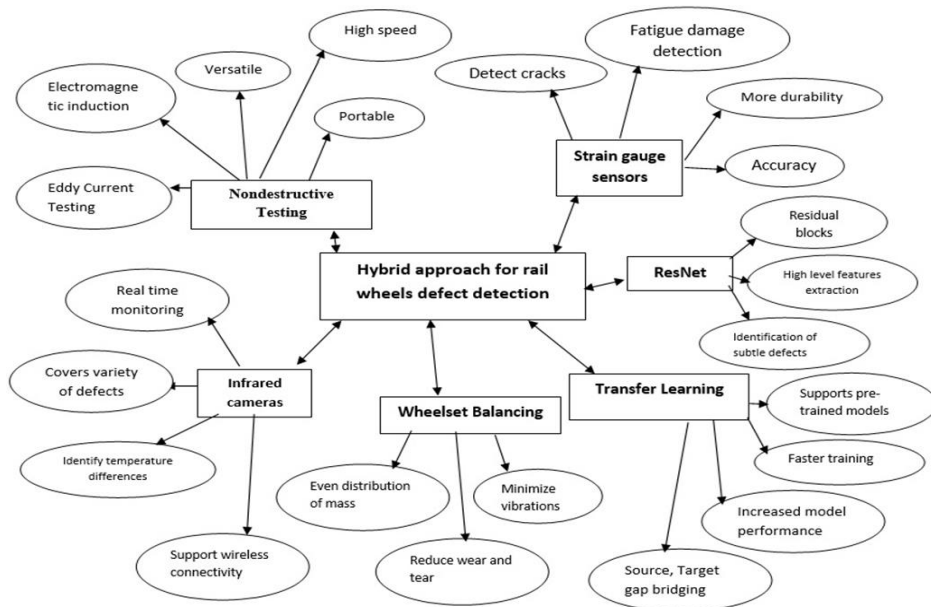 High speed
Fatigue damage
detection
Versatile
Detect cracks
Electromagne
tic induction
More durability
Portable
Strain gauge
sensors
Accuracy
Eddy Current
Testing
Nondestructive
Testing
Residual
blocks
Hybrid approach for rail
wheels defect detection
ResNet
High level features
extraction
Real time
monitoring
Identification of
subtle defects
Covers variety
of defects
Infrared
cameras
Transfer Learning
Supports pre-
trained models
Wheelset Balancing
Identify temperature
differences
Faster training
Even distribution
of mass
Minimize
vibrations
Increased model
performance
Support wireless
connectivity
Reduce wear and
tear
Source, Target
gap bridging